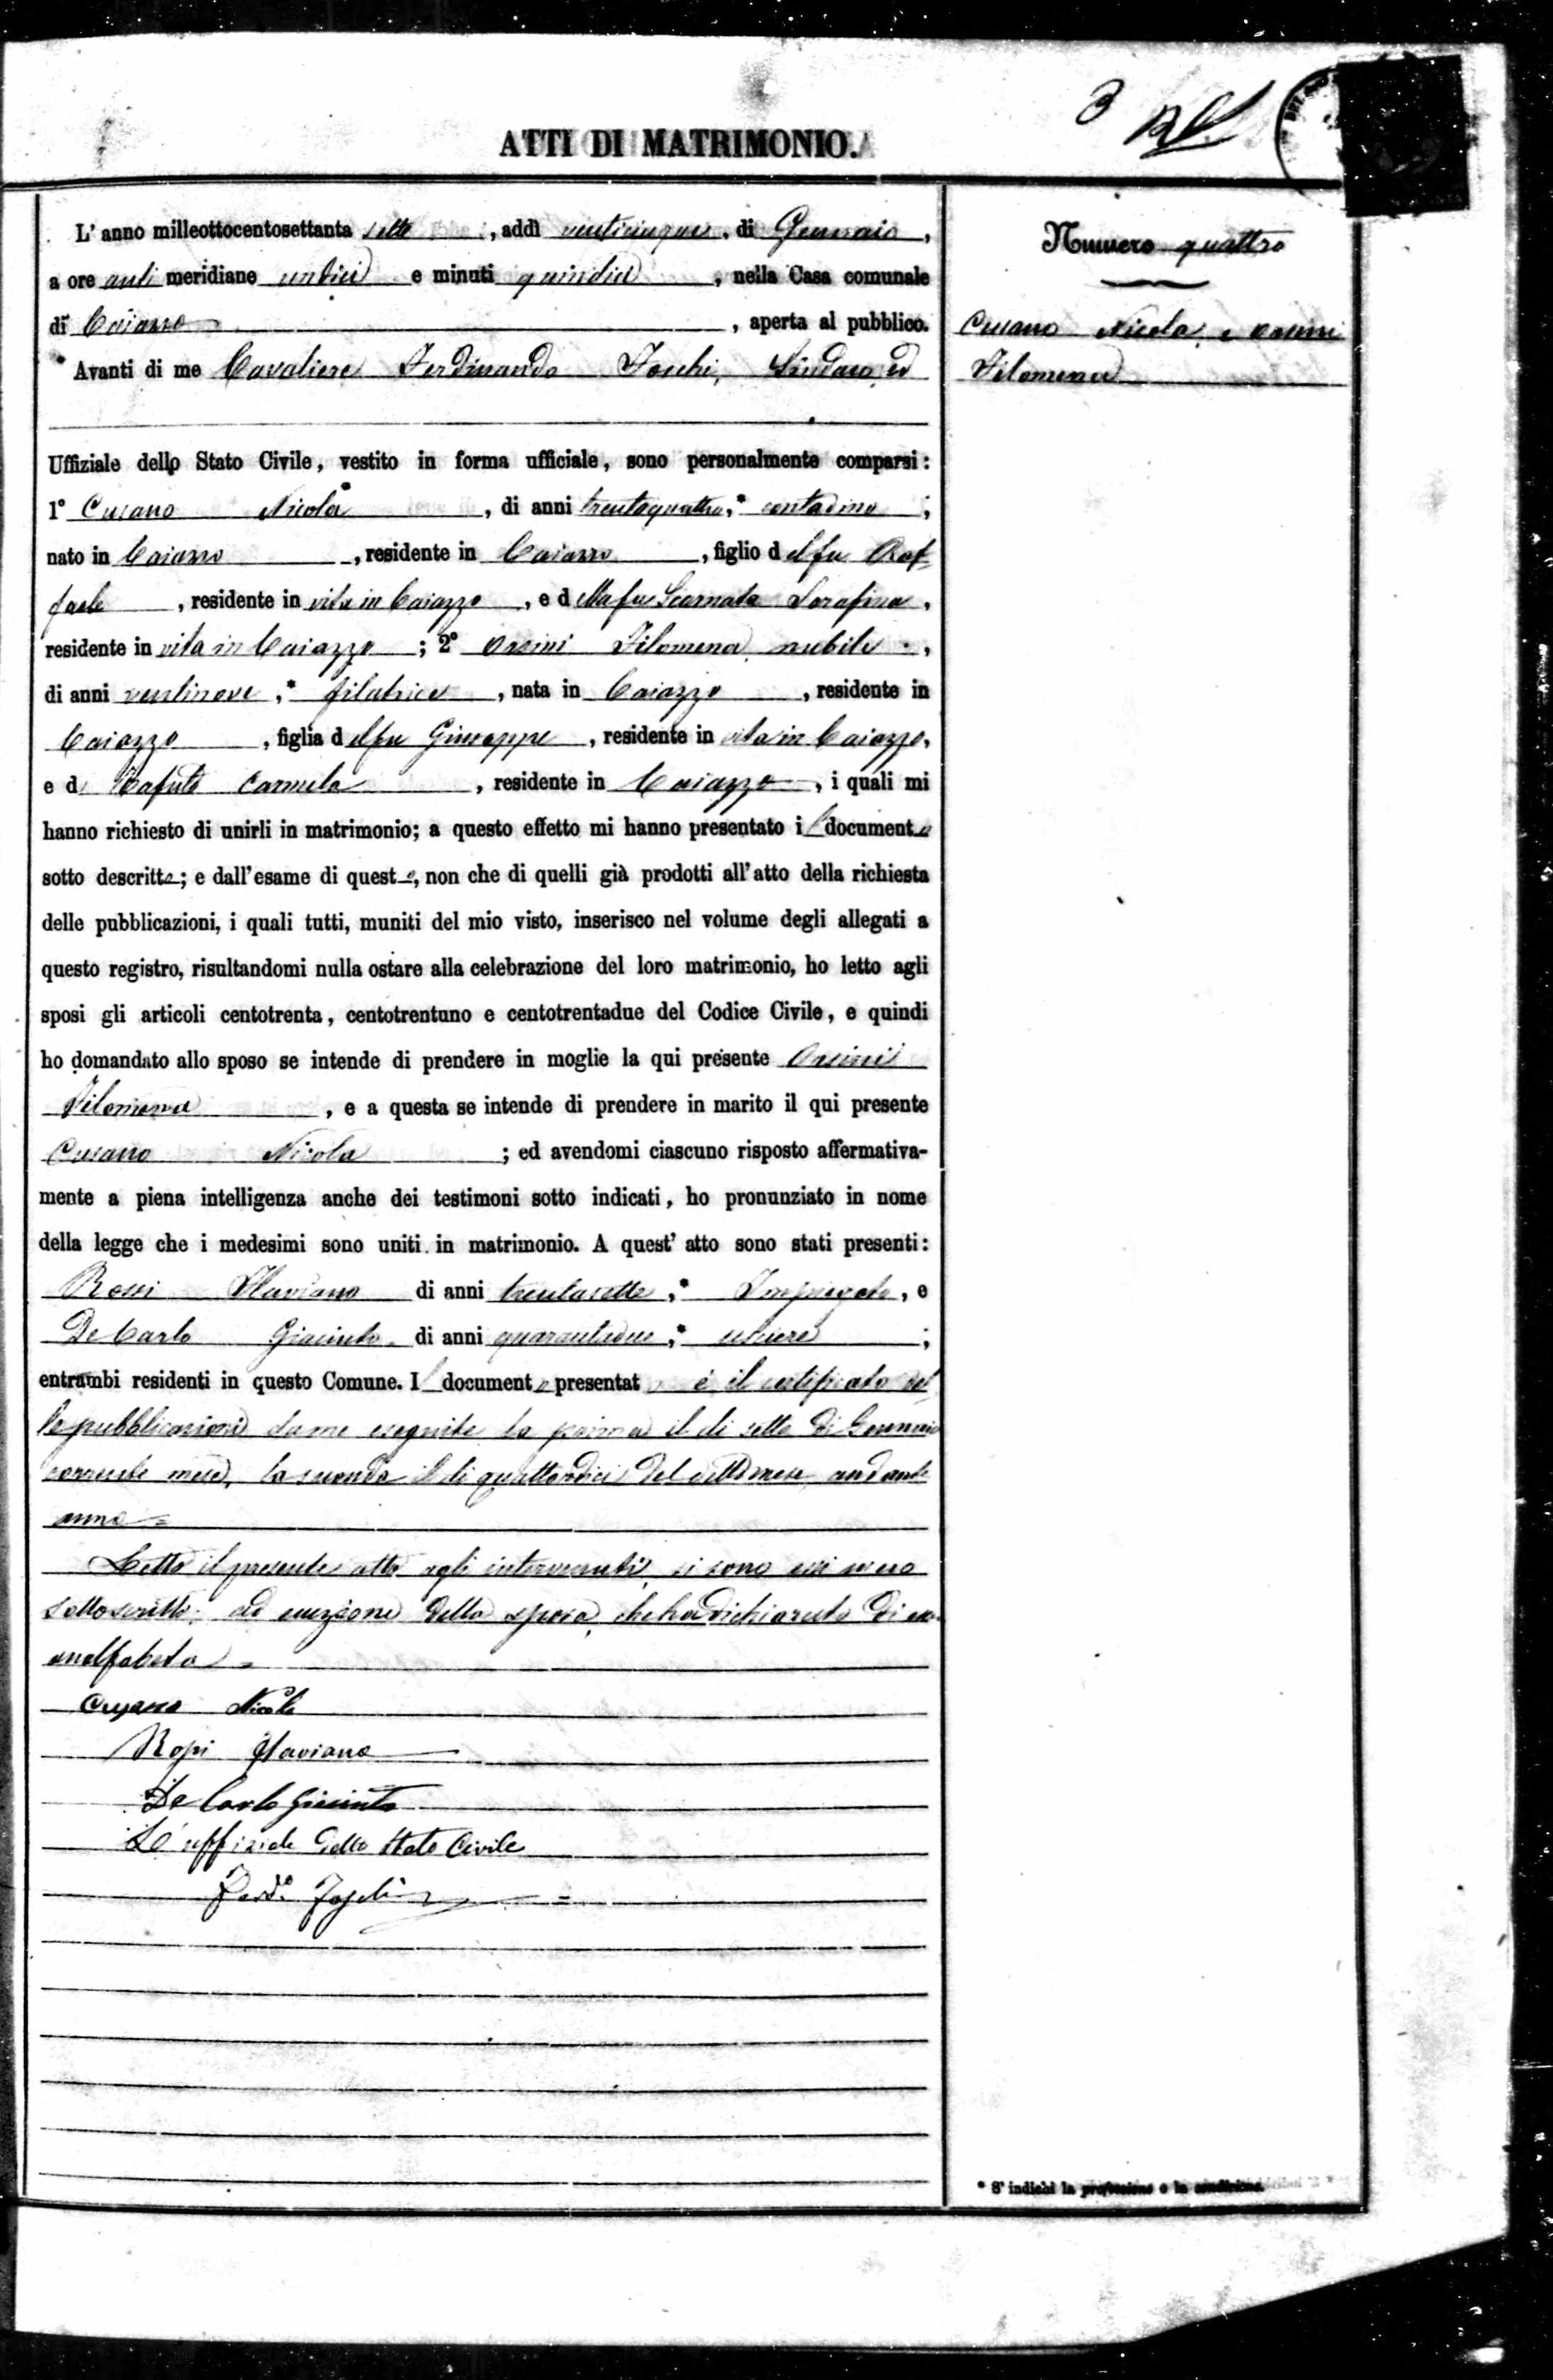 3
ATTI DI MATRIMONIO.
L' anno milleottocentosettanta sette, addì venticinque, di Gennaio,
a ore anti meridiane undici e minuti quindici, nella Casa comunale
di Caiazzo, aperta al pubblico.
* Avanti di me Cavaliere Ferdinando Foschi, Sindaco ed
Uffiziale dello Stato Civile, vestito in forma ufficiale, sono personalmente comparsi:
1° Cusano Nicola, di anni trentaquattro,* contadino;
nato in Caiazzo, residente in Caiazzo, figlio del fu Raf-
faele, residente in vita in Caiazzo, e della fu Serafina,
residente in vita in Caiazzo; 2° Orsini Filomena nubile,
di anni ventinove,* filatrice, nata in Caiazzo, residente in
Caiazzo, figlia del fu Giuseppe, residente in vita in Caiazzo,
e di Carmela, residente in Caiazzo, i quali mi
hanno richiesto di unirli in matrimonio; a questo effetto mi hanno presentato il documento
sotto descritto; e dall'esame di questo, non che di quelli già prodotti all'atto della richiesta
delle pubblicazioni, i quali tutti, muniti del mio visto, inserisco nel volume degli allegati a
questo registro, risultandomi nulla ostare alla celebrazione del loro matrimonio, ho letto agli
sposi gli articoli centotrenta, centotrentuno e centotrentadue del Codice Civile, e quindi
ho domandato allo sposo se intende di prendere in moglie la qui presente Orsini
Filomena, e a questa se intende di prendere in marito il qui presente
Cusano Nicola; ed avendomi ciascuno risposto affermativa-
mente a piena intelligenza anche dei testimoni sotto indicati, ho pronunziato in nome
della legge che i medesimi sono uniti in matrimonio. A quest' atto sono stati presenti:
Rossi Flaviano di anni trentasette,* Impiegato, e
De Carlo Giacinto di anni quarantadue,* usciere;
entrambi residenti in questo Comune. Il documento presentato è il certificato del-
le pubblicazioni da me eseguite la prima il di sette di Gennaio
corrente mese, la seconda il di quattordici del detto mese andante
anno =
Letto il presente atto agli intervenuti, si sono essi meco
sottoscritti, ad eccezione della sposa, che ha dichiarato di
analfabeta =
Cusano Nicola
Rossi Flaviano
De Carlo Giacinto
L'uffiziale dello Stato Civile
Ferd.° Foschi
Numero quattro
Cusano Nicola e Orsini
Filomena
* S' indichi la professione o la condizione.